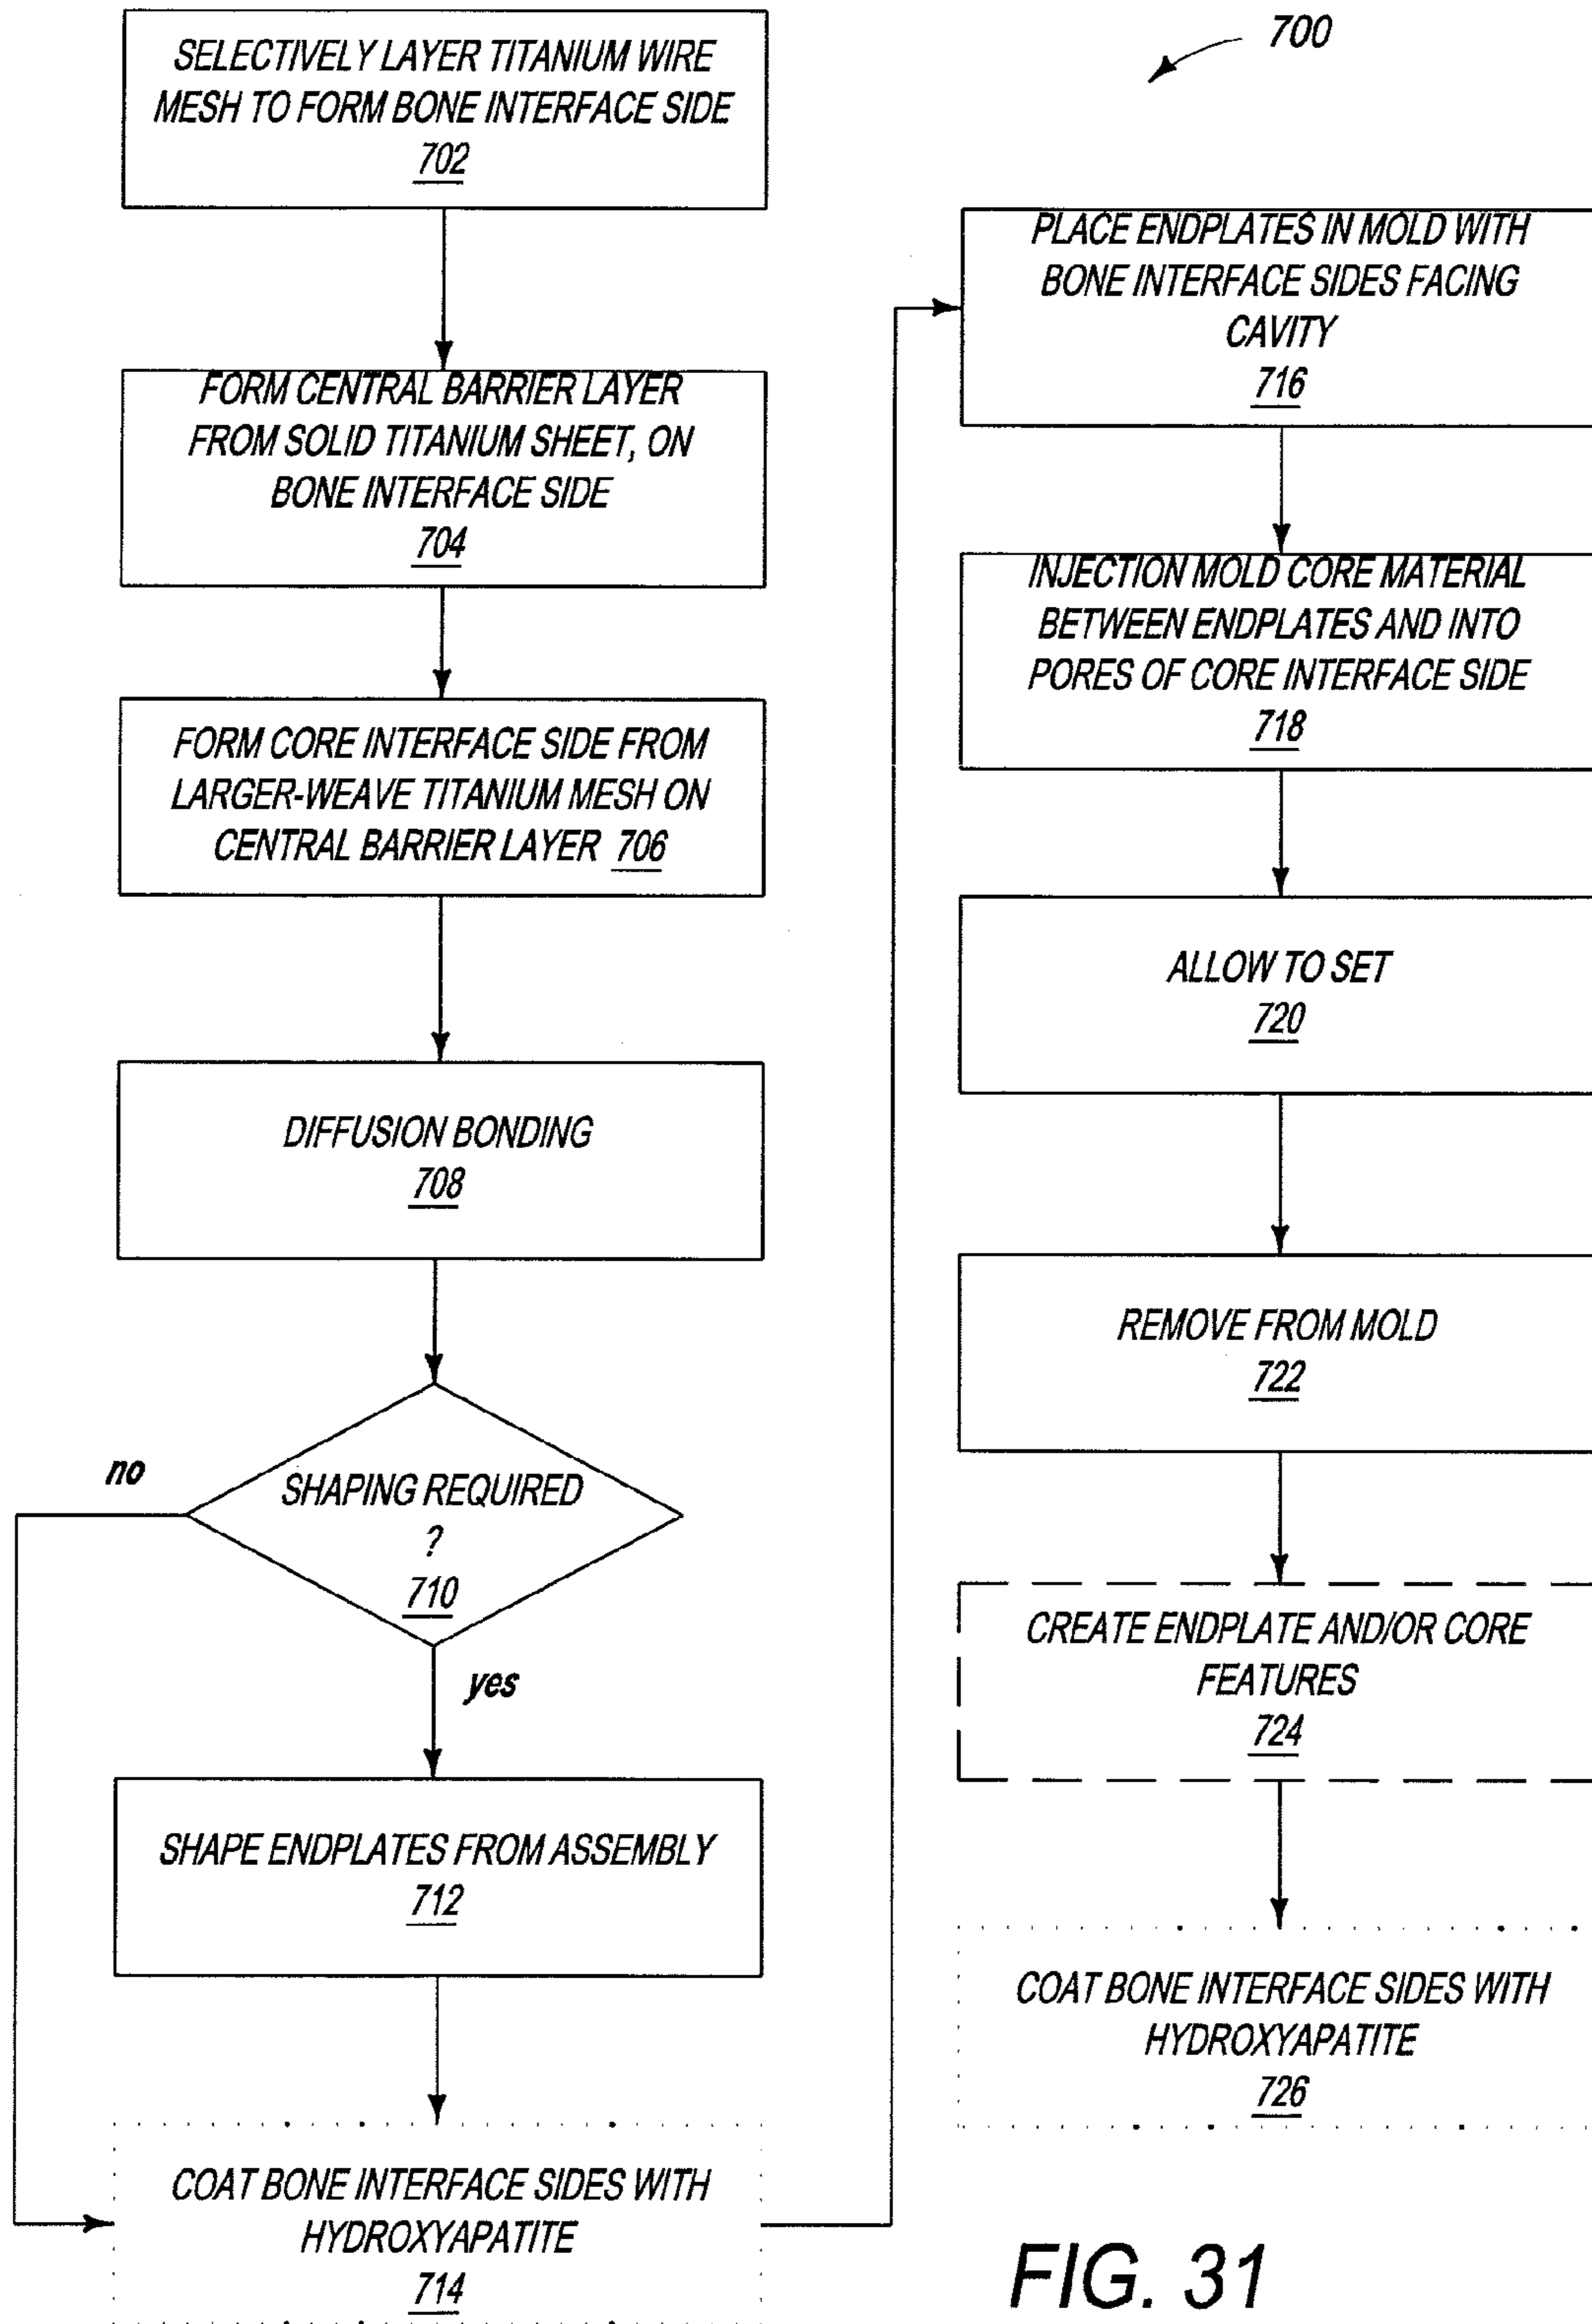 700
SELECTIVELY LAYER TITANIUM WIRE
MESH TO FORM BONE INTERFACE SIDE
702
FORM CENTRAL BARRIER LAYER
FROM SOLID TITANIUM SHEET, ON
BONE INTERFACE SIDE
704
FORM CORE INTERFACE SIDE FROM
LARGER-WEAVE TITANIUM MESH ON
CENTRAL BARRIER LAYER 706
DIFFUSION BONDING
708
SHAPING REQUIRED
?
710
no
yes
SHAPE ENDPLATES FROM ASSEMBLY
712
COAT BONE INTERFACE SIDES WITH
HYDROXYAPATITE
714
PLACE ENDPLATES IN MOLD WITH
BONE INTERFACE SIDES FACING
CAVITY
716
INJECTION MOLD CORE MATERIAL
BETWEEN ENDPLATES AND INTO
PORES OF CORE INTERFACE SIDE
718
ALLOW TO SET
720
REMOVE FROM MOLD
722
CREATE ENDPLATE AND/OR CORE
FEATURES
724
COAT BONE INTERFACE SIDES WITH
HYDROXYAPATITE
726
FIG. 31